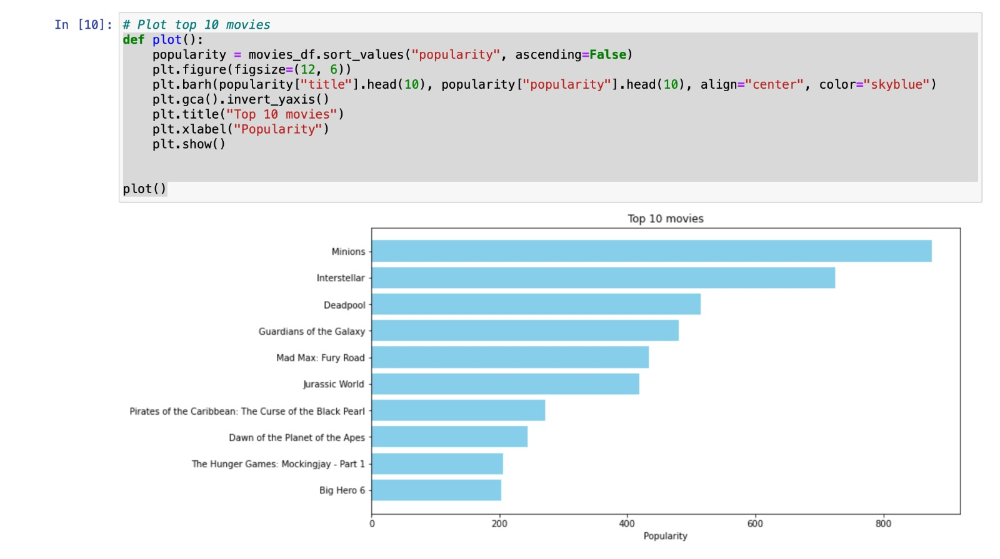 In [10]: # Plot top 10 movies
def plot():
    popularity = movies_df.sort_values("popularity", ascending=False)
    plt.figure(figsize=(12, 6))
    plt.barh(popularity["title"].head(10), popularity["popularity"].head(10), align="center", color="skyblue")
    plt.gca().invert_yaxis()
    plt.title("Top 10 movies")
    plt.xlabel("Popularity")
    plt.show()
plot()
Top 10 movies
Minions
Interstellar
Deadpool
Guardians of the Galaxy
Mad Max: Fury Road
Jurassic World
Pirates of the Caribbean: The Curse of the Black Pearl
Dawn of the Planet of the Apes
The Hunger Games: Mockingjay - Part 1
Big Hero 6
0 200 400 600 800
Popularity